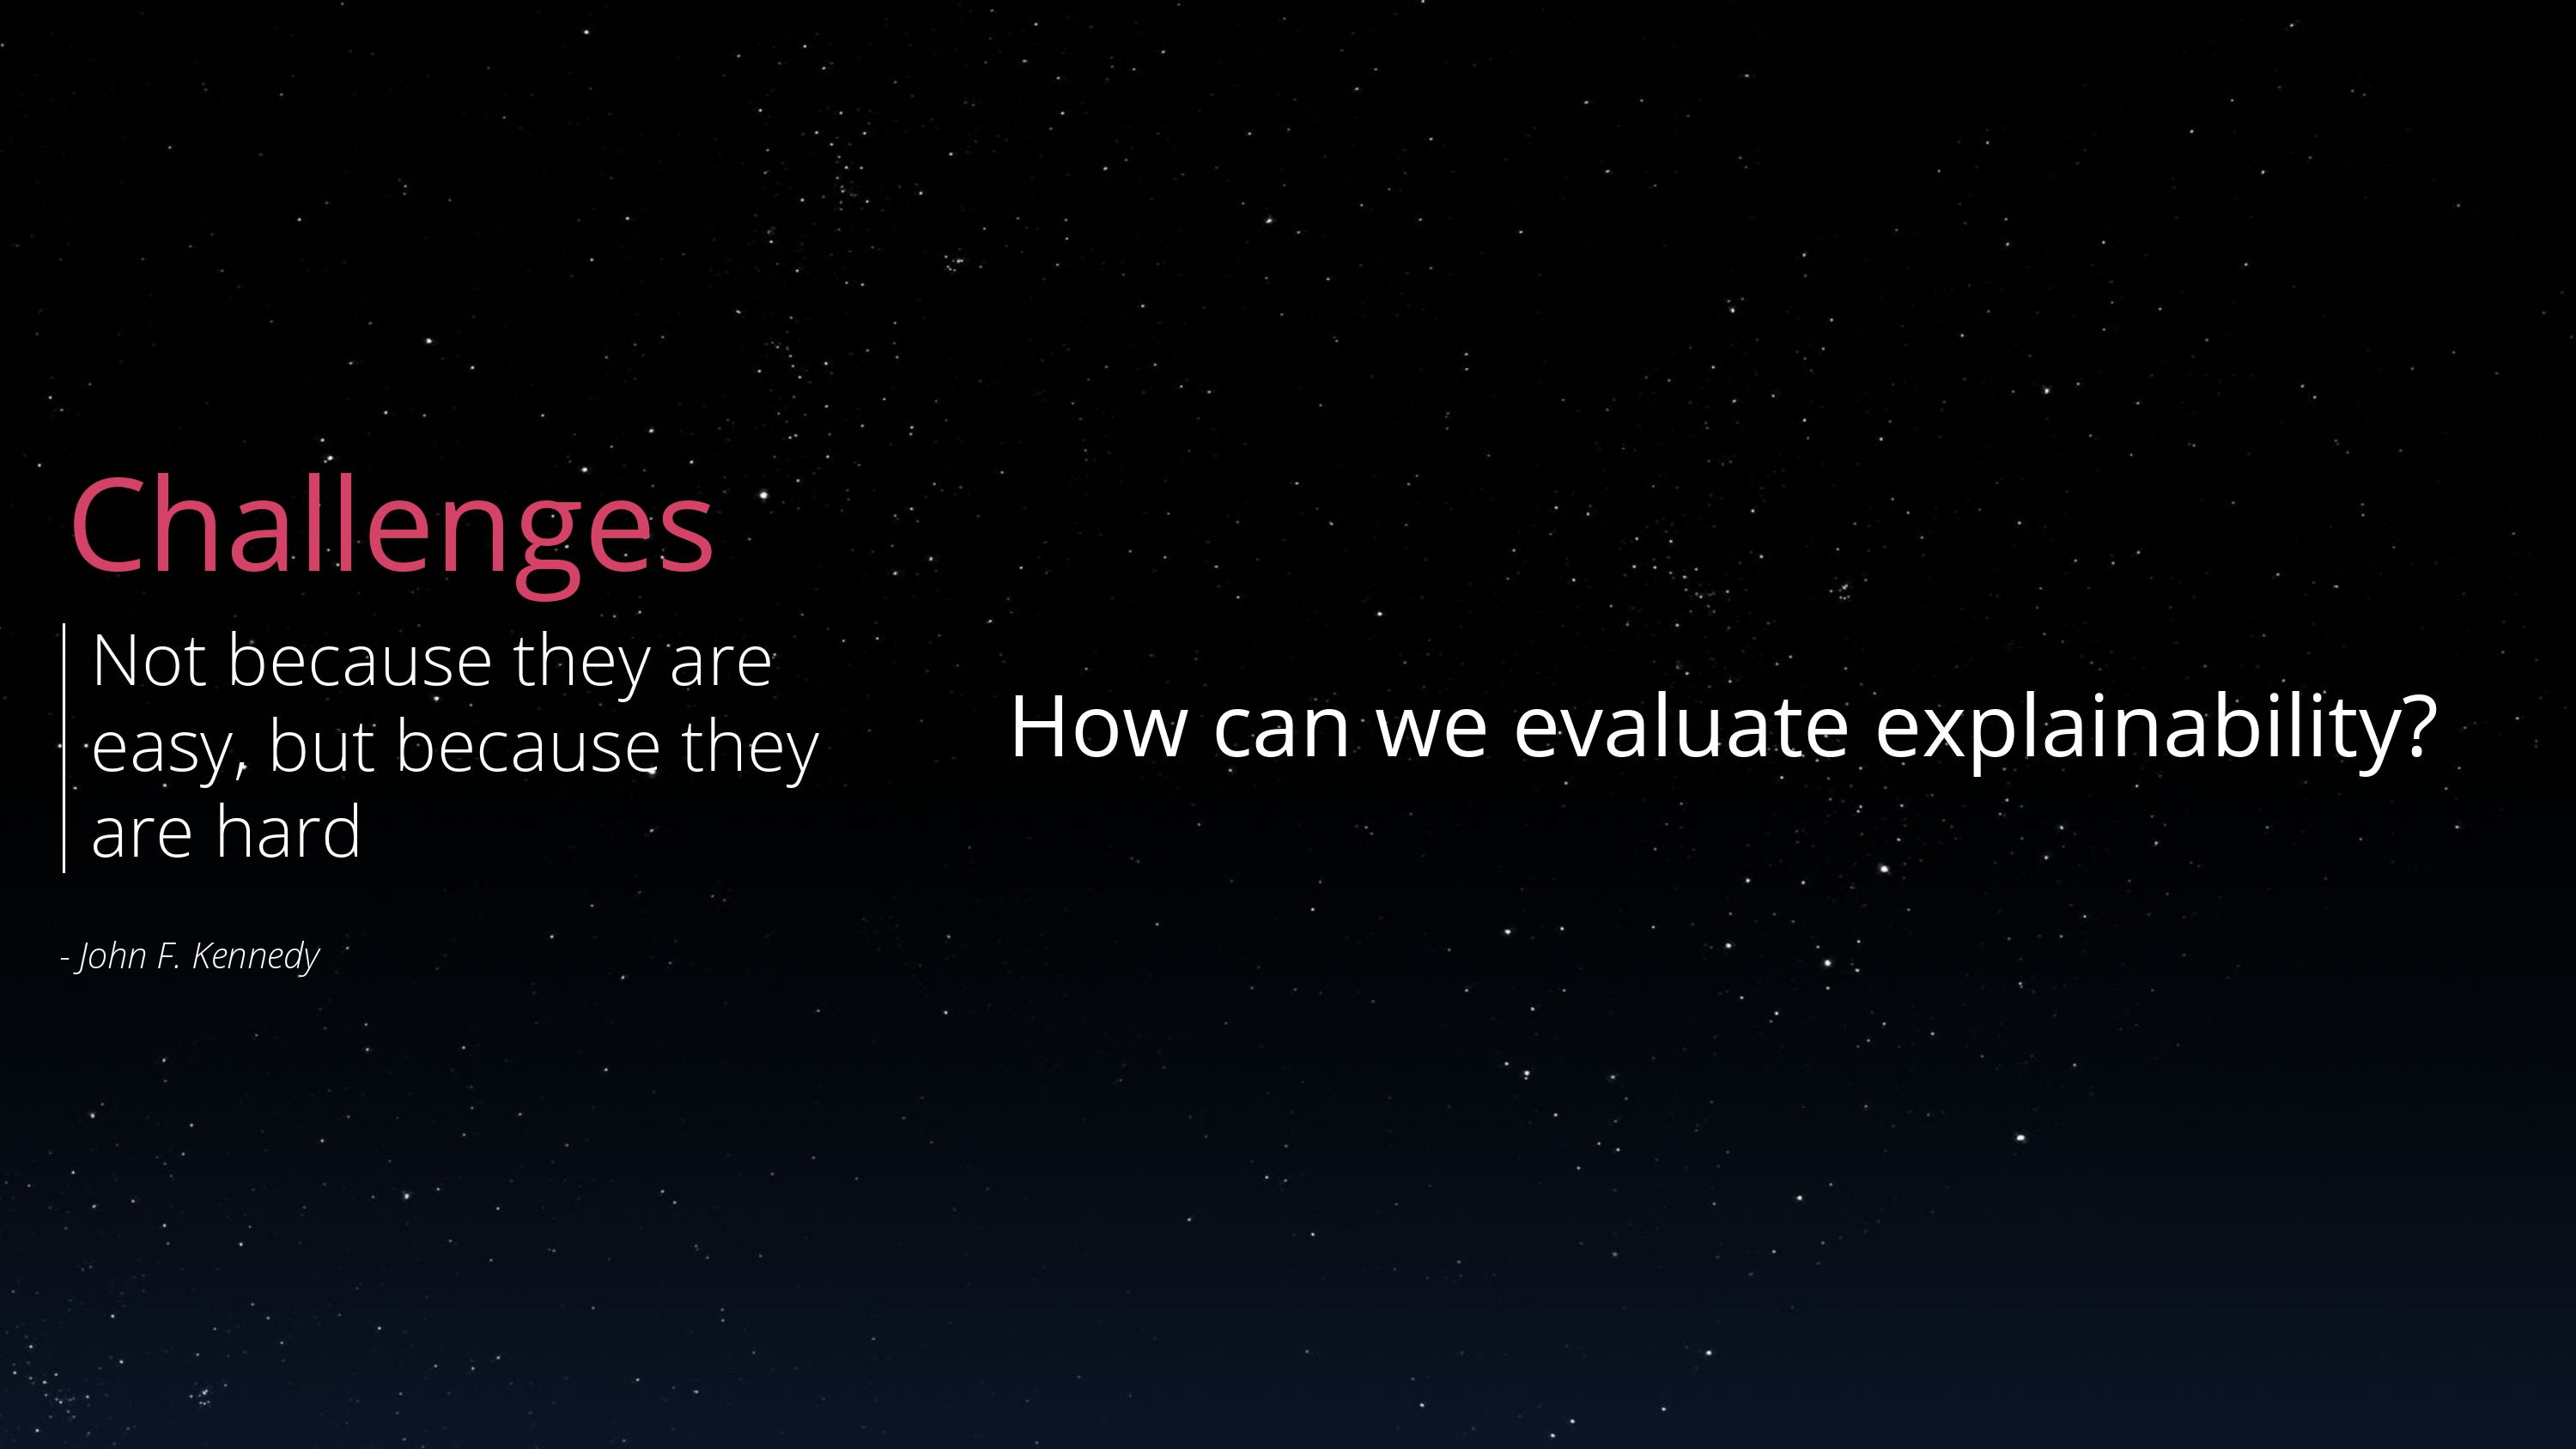 Challenges
Not because they are
easy, but because they
are hard
- John F. Kennedy
How can we evaluate explainability?